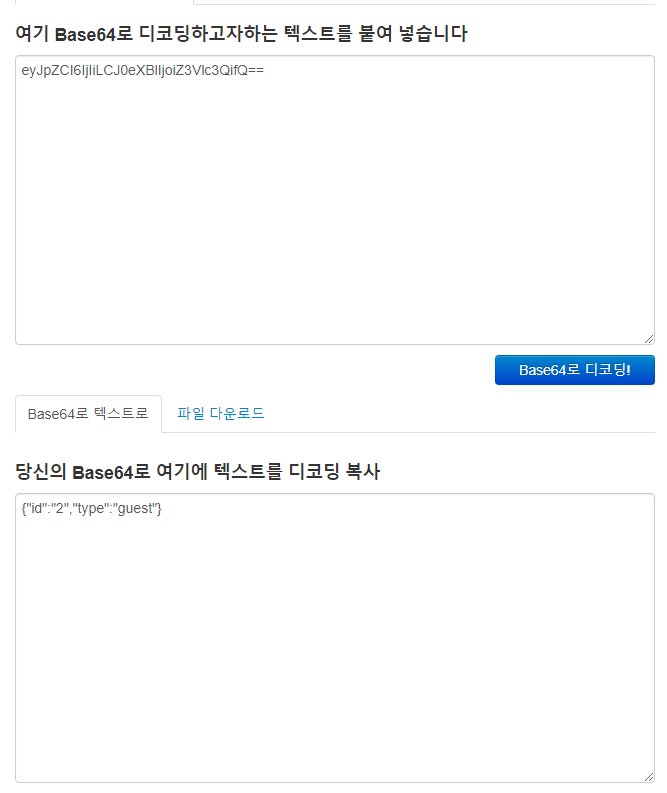 여기 Base64로 디코딩하고자하는 텍스트를 붙여 넣습니다
eyJpZCI6IjIiLCJ0eXBlIjoiZ3Vlc3QifQ==
Base64로 디코딩!
Base64로 텍스트로 파일 다운로드
당신의 Base64로 여기에 텍스트를 디코딩 복사
{"id":"2","type":"guest"}